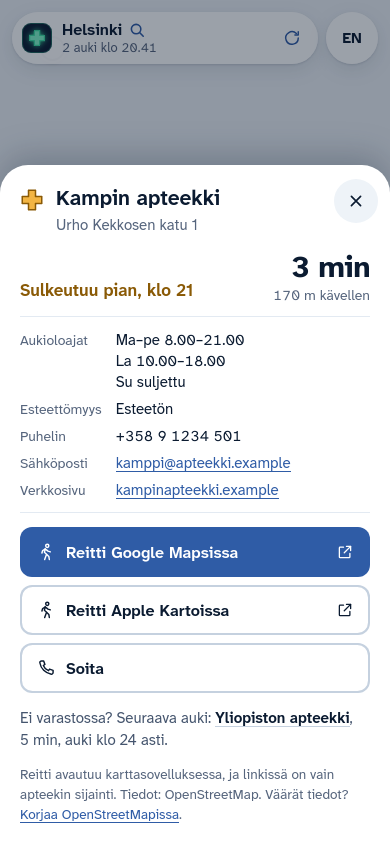 Helsinki
2 auki klo 20.41
EN
Kampin apteekki
Urho Kekkosen katu 1
Sulkeutuu pian, klo 21
3 min
170 m kävellen
Aukioloajat
Ma–pe 8.00–21.00
La 10.00–18.00
Su suljettu
Esteettömyys
Esteetön
Puhelin
+358 9 1234 501
Sähköposti
kamppi@apteekki.example
Verkkosivu
kampinapteekki.example
Reitti Google Mapsissa
Reitti Apple Kartoissa
Soita
Ei varastossa? Seuraava auki: Yliopiston apteekki,
5 min, auki klo 24 asti.
Reitti avautuu karttasovelluksessa, ja linkissä on vain
apteekin sijainti. Tiedot: OpenStreetMap. Väärät tiedot?
Korjaa OpenStreetMapissa.